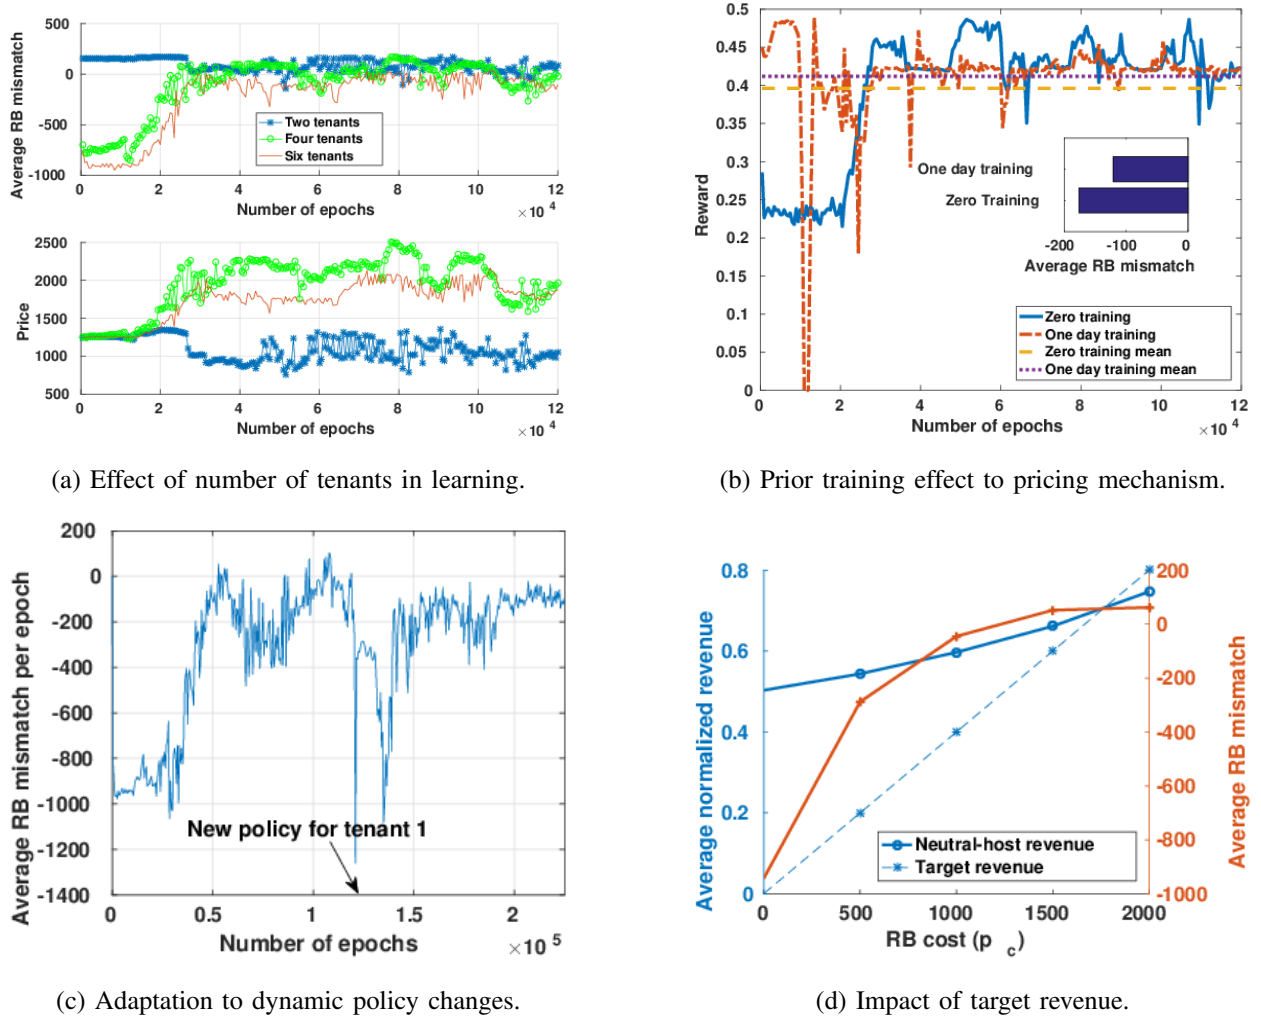 500
0
-500
-1000
Average RB mismatch
Two tenants
Four tenants
Six tenants
0 2 4 6 8 10 12
Number of epochs
×10 4
2500
2000
1500
1000
500
Price
0 2 4 6 8 10 12
Number of epochs
×10 4
(a) Effect of number of tenants in learning.
0.5
0.45
0.4
0.35
0.3
0.25
0.2
0.15
0.1
0.05
0
Reward
One day training
Zero Training
-200 -100 0
Average RB mismatch
Zero training
One day training
Zero training mean
One day training mean
0 2 4 6 8 10 12
Number of epochs
×10 4
(b) Prior training effect to pricing mechanism.
200
0
-200
-400
-600
-800
-1000
-1200
-1400
Average RB mismatch per epoch
New policy for tenant 1
0 0.5 1 1.5 2
Number of epochs
×10 5
(c) Adaptation to dynamic policy changes.
0.8
0.6
0.4
0.2
0
Average normalized revenue
200
0
-200
-400
-600
-800
-1000
Average RB mismatch
Neutral-host revenue
Target revenue
0 500 1000 1500 2000
RB cost (p c)
(d) Impact of target revenue.